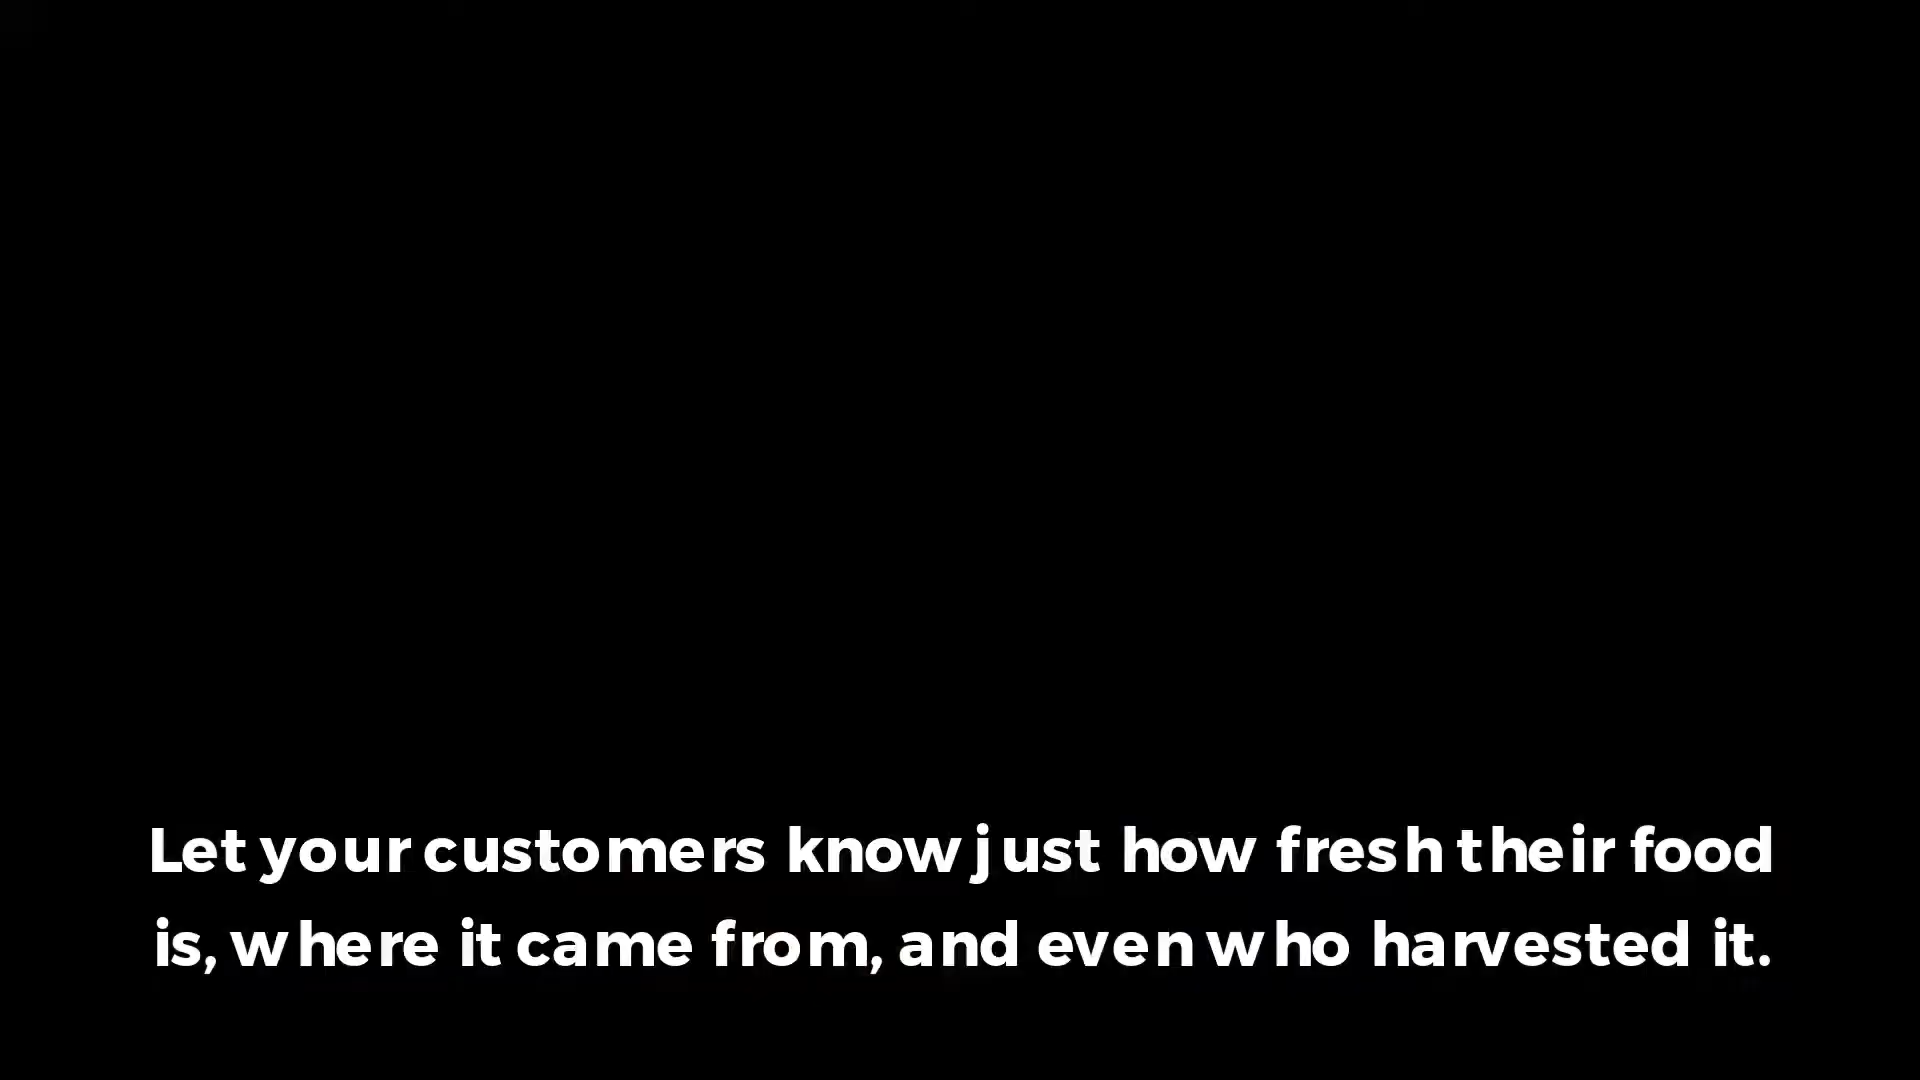 Let your customers know just how fresh their food
is, where it came from, and even who harvested it.